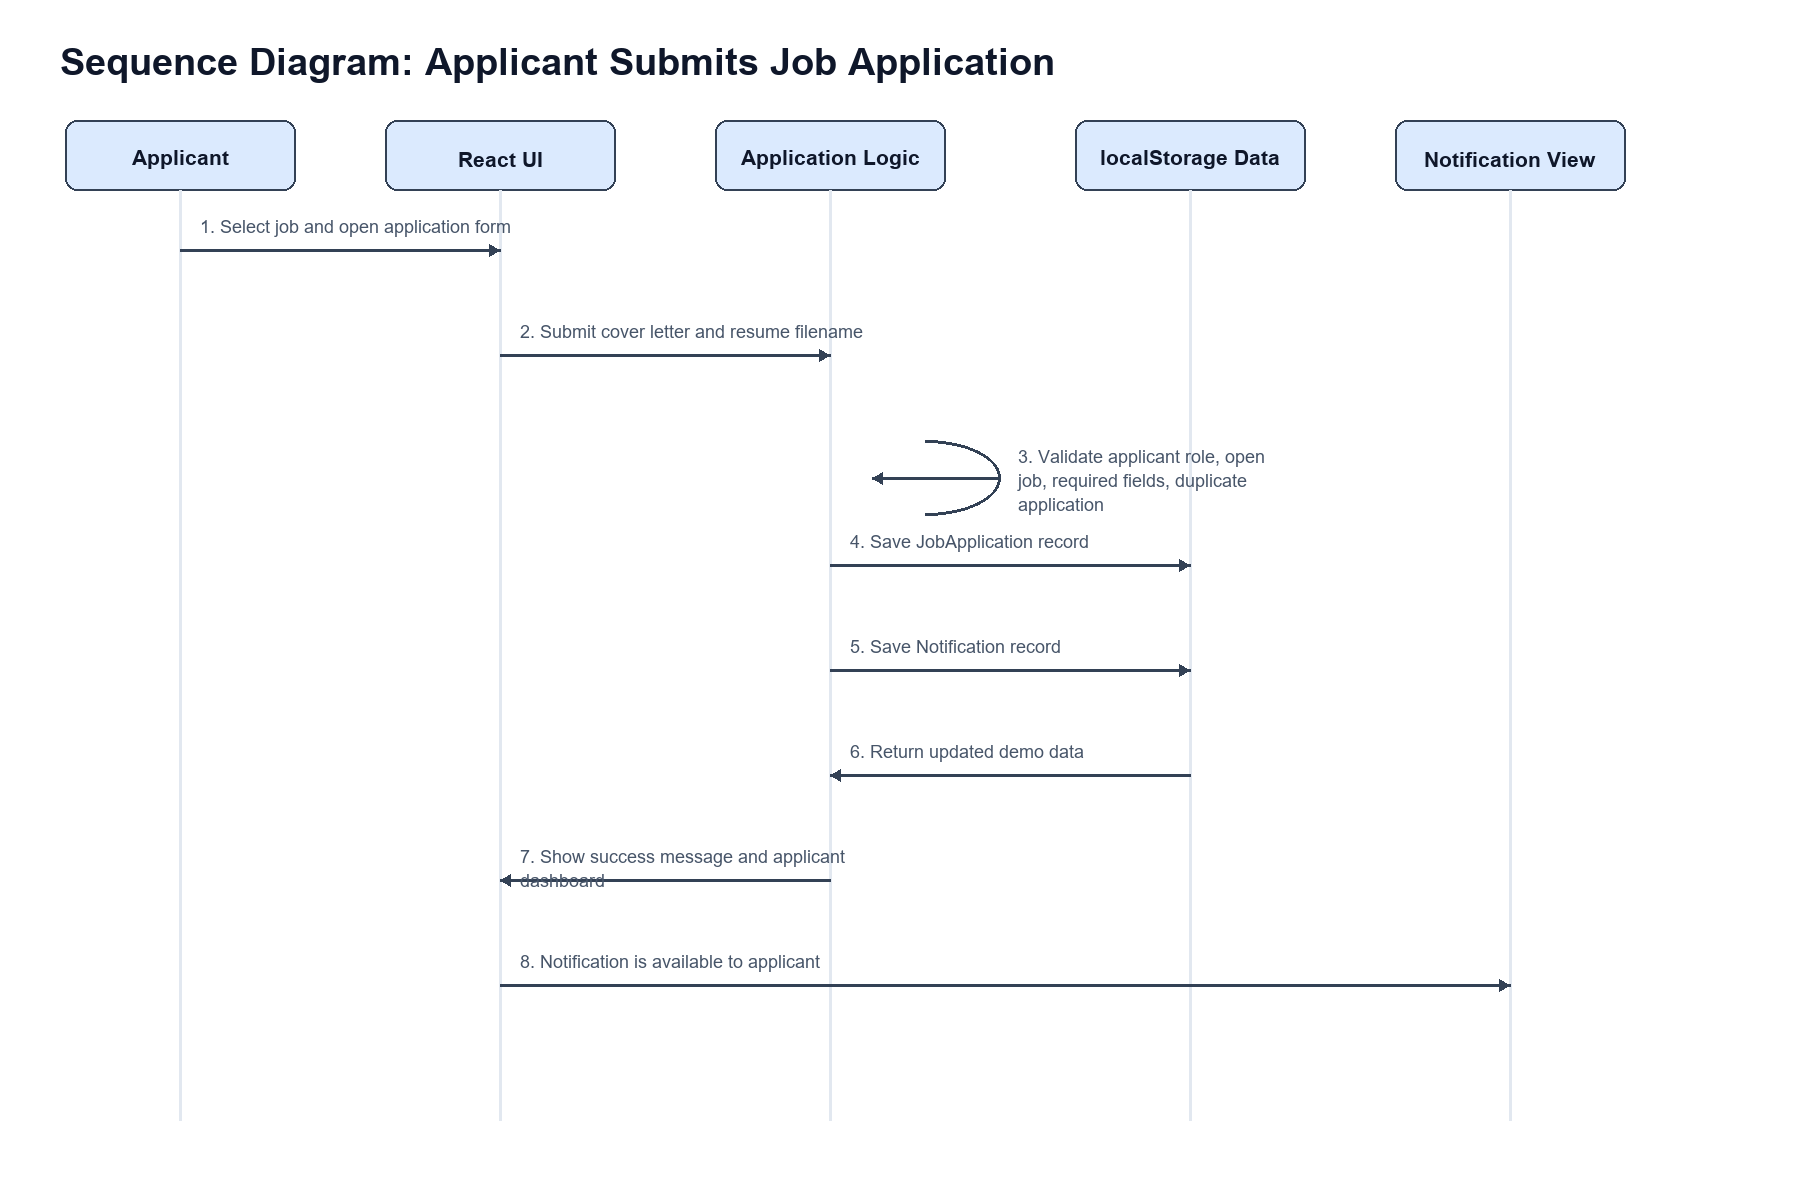 Sequence Diagram: Applicant Submits Job Application
Applicant
React UI
Application Logic
localStorage Data
Notification View
1. Select job and open application form
2. Submit cover letter and resume filename
3. Validate applicant role, open
job, required fields, duplicate
application
4. Save JobApplication record
5. Save Notification record
6. Return updated demo data
7. Show success message and applicant
dashboard
8. Notification is available to applicant